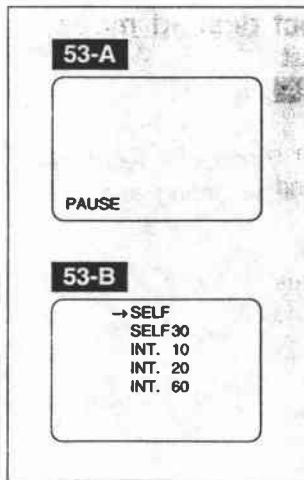 53-A
PAUSE
53-B
→SELF
SELF30
INT. 10
INT. 20
INT. 60